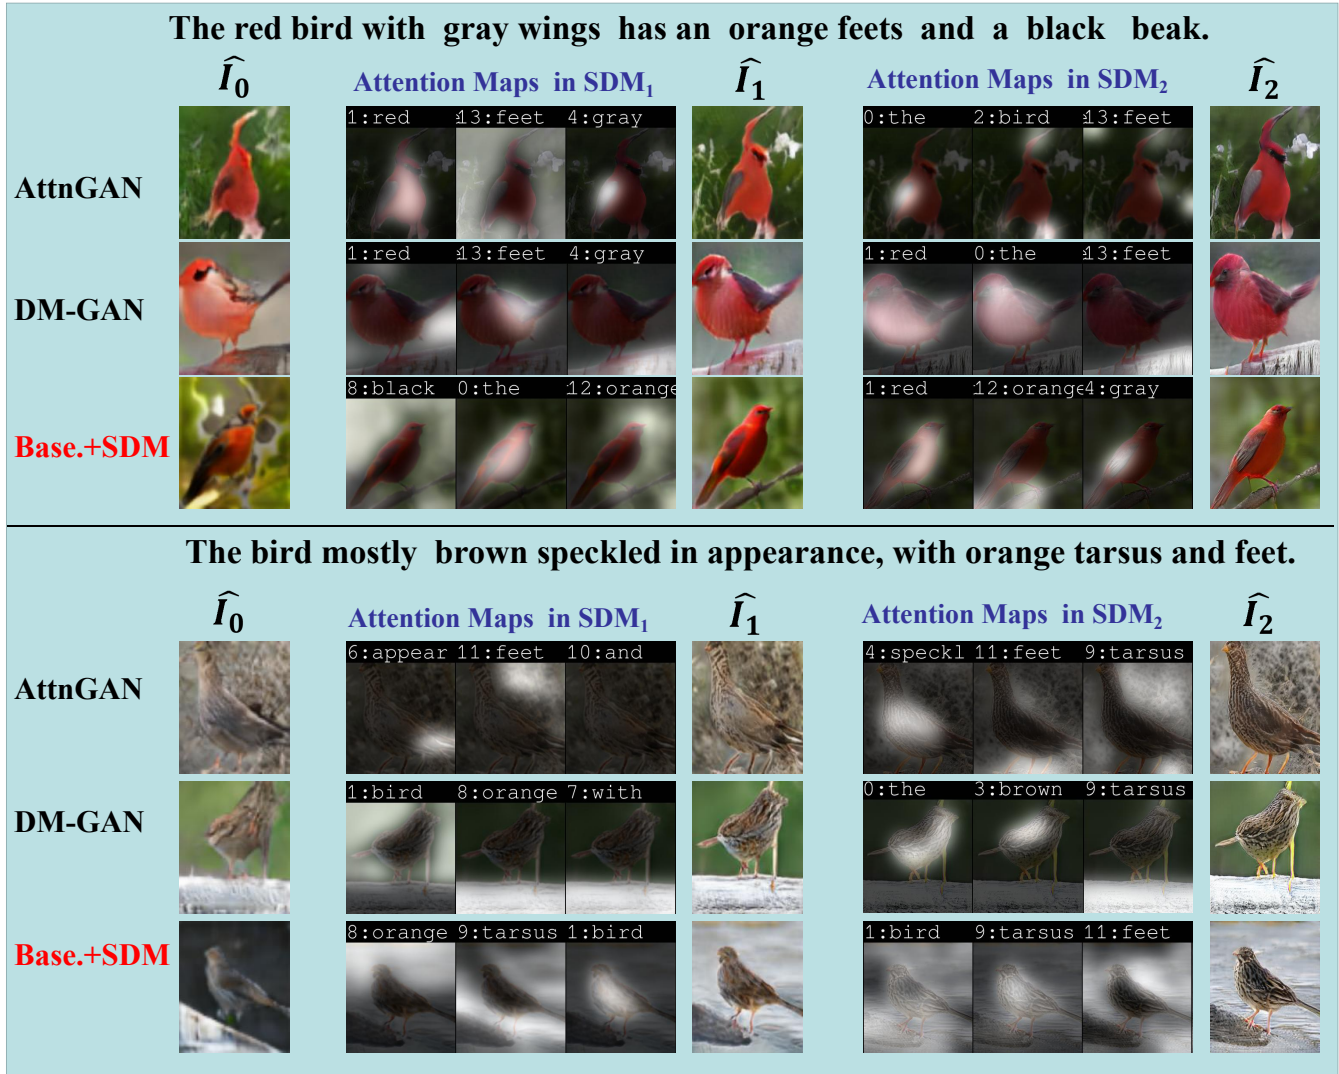 The red bird with gray wings has an orange feets and a black beak.
Î₀ Attention Maps in SDM₁ Î₁ Attention Maps in SDM₂ Î₂
AttnGAN
1:red 13:feet 4:gray
0:the 2:bird 13:feet
DM-GAN
1:red 13:feet 4:gray
1:red 0:the 13:feet
Base.+SDM
8:black 0:the 12:orange
1:red 12:orange 4:gray
The bird mostly brown speckled in appearance, with orange tarsus and feet.
Î₀ Attention Maps in SDM₁ Î₁ Attention Maps in SDM₂ Î₂
AttnGAN
6:appear 11:feet 10:and
4:speckl 11:feet 9:tarsus
DM-GAN
1:bird 8:orange 7:with
0:the 3:brown 9:tarsus
Base.+SDM
8:orange 9:tarsus 1:bird
1:bird 9:tarsus 11:feet